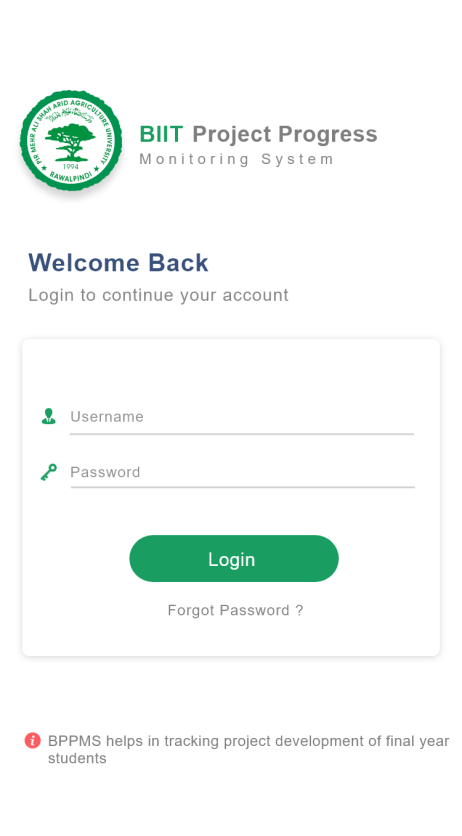 PIR MEHR ALI SHAH ARID AGRICULTURE UNIVERSITY
1994
★ RAWALPINDI ★
BIIT Project Progress
Monitoring System
Welcome Back
Login to continue your account
Username
Password
Login
Forgot Password ?
i BPPMS helps in tracking project development of final year
students